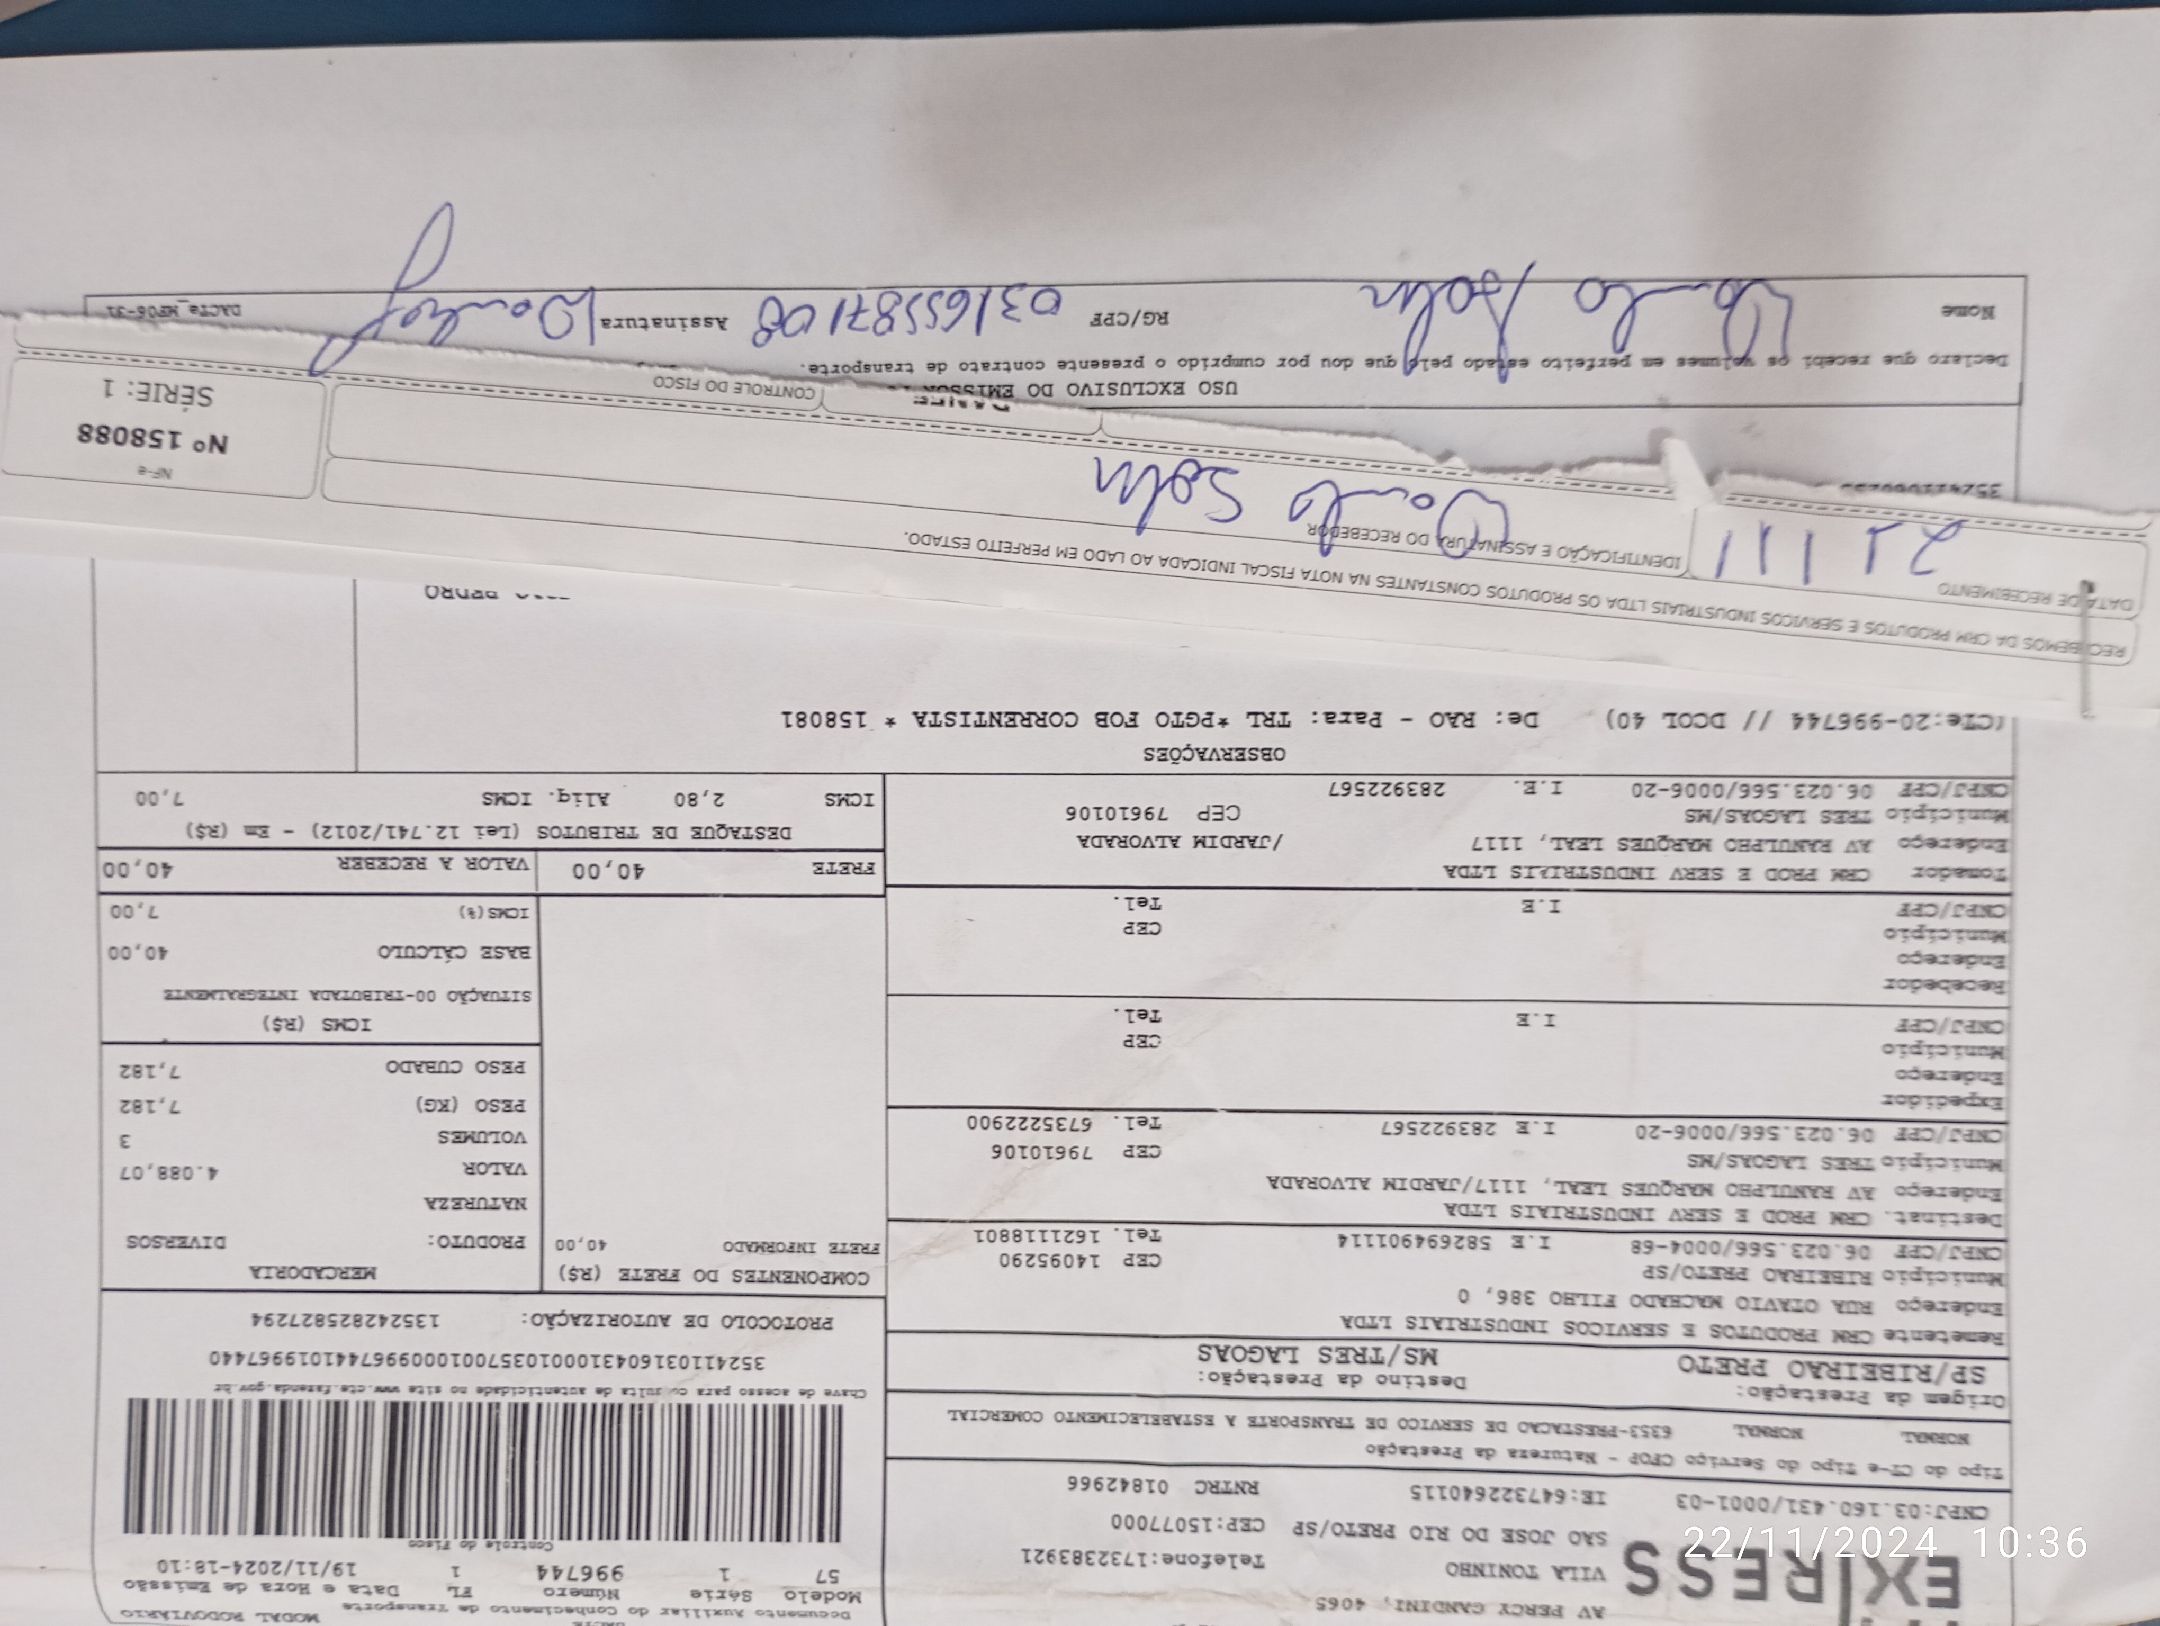 DACTE
MODAL RODOVIÁRIO
Documento Auxiliar do Conhecimento de Transporte
Modelo Série Número FL Data e Hora de Emissão
57 1 996744 1 19/11/2024-18:10
Controle do Fisco
EX RESS
AV PERCY GANDINI, 4065
VILA TONINHO Telefone:1732383921
SAO JOSE DO RIO PRETO/SP CEP:15077000
CNPJ:03.160.431/0001-03 IE:647322640115 RNTRC 01842966
Tipo do CT-e Tipo do Serviço CFOP - Natureza da Prestação
NORMAL NORMAL 6353-PRESTACAO DE SERVICO DE TRANSPORTE A ESTABELECIMENTO COMERCIAL
Origem da Prestação: Destino da Prestação:
SP/RIBEIRAO PRETO MS/TRES LAGOAS
Chave de acesso para co sulta de autenticidade no site www.cte.fazenda.gov.br
35241103160431000103570010009967441019967440
PROTOCOLO DE AUTORIZAÇÃO: 135242825827294
Remetente CRM PRODUTOS E SERVICOS INDUSTRIAIS LTDA
Endereço RUA OTAVIO MACHADO FILHO 386, 0
Município RIBEIRAO PRETO/SP CEP 14095290
CNPJ/CPF 06.023.566/0004-68 I.E 582694901114 Tel. 1621118801
Destinat. CRM PROD E SERV INDUSTRIAIS LTDA
Endereço AV RANULPHO MARQUES LEAL, 1117/JARDIM ALVORADA
Município TRES LAGOAS/MS CEP 79610106
CNPJ/CPF 06.023.566/0006-20 I.E 283922567 Tel. 6735222900
Expedidor
Endereço
Município CEP
CNPJ/CPF I.E Tel.
Recebedor
Endereço
Município CEP
CNPJ/CPF I.E Tel.
Tomador CRM PROD E SERV INDUSTRIAIS LTDA
Endereço AV RANULPHO MARQUES LEAL, 1117 /JARDIM ALVORADA
Município TRES LAGOAS/MS CEP 79610106
CNPJ/CPF 06.023.566/0006-20 I.E. 283922567
COMPONENTES DO FRETE (R$)
FRETE INFORMADO 40,00
MERCADORIA
PRODUTO: DIVERSOS
NATUREZA
VALOR 4.088,07
VOLUMES 3
PESO (KG) 7,182
PESO CUBADO 7,182
ICMS (R$)
SITUAÇÃO 00-TRIBUTADA INTEGRALMENTE
BASE CÁLCULO 40,00
ICMS(%) 7,00
FRETE 40,00 VALOR A RECEBER 40,00
DESTAQUE DE TRIBUTOS (Lei 12.741/2012) - Em (R$)
ICMS 2,80 Aliq. ICMS 7,00
OBSERVAÇÕES
(CTe:20-996744 // DCOL 40) De: RAO - Para: TRL *PGTO FOB CORRENTISTA * 158081
RECEBEMOS DA CRM PRODUTOS E SERVICOS INDUSTRIAIS LTDA OS PRODUTOS CONSTANTES NA NOTA FISCAL INDICADA AO LADO EM PERFEITO ESTADO.
DATA DE RECEBIMENTO
21 11
IDENTIFICAÇÃO E ASSINATURA DO RECEBEDOR
NF-e
Nº 158088
SÉRIE: 1
CONTROLE DO FISCO
USO EXCLUSIVO DO EMISSOR
Declaro que recebi os volumes em perfeito estado pelo que dou por cumprido o presente contrato de transporte.
Nome RG/CPF 03165587108 Assinatura
DACTe_MP06-31
22/11/2024 10:36